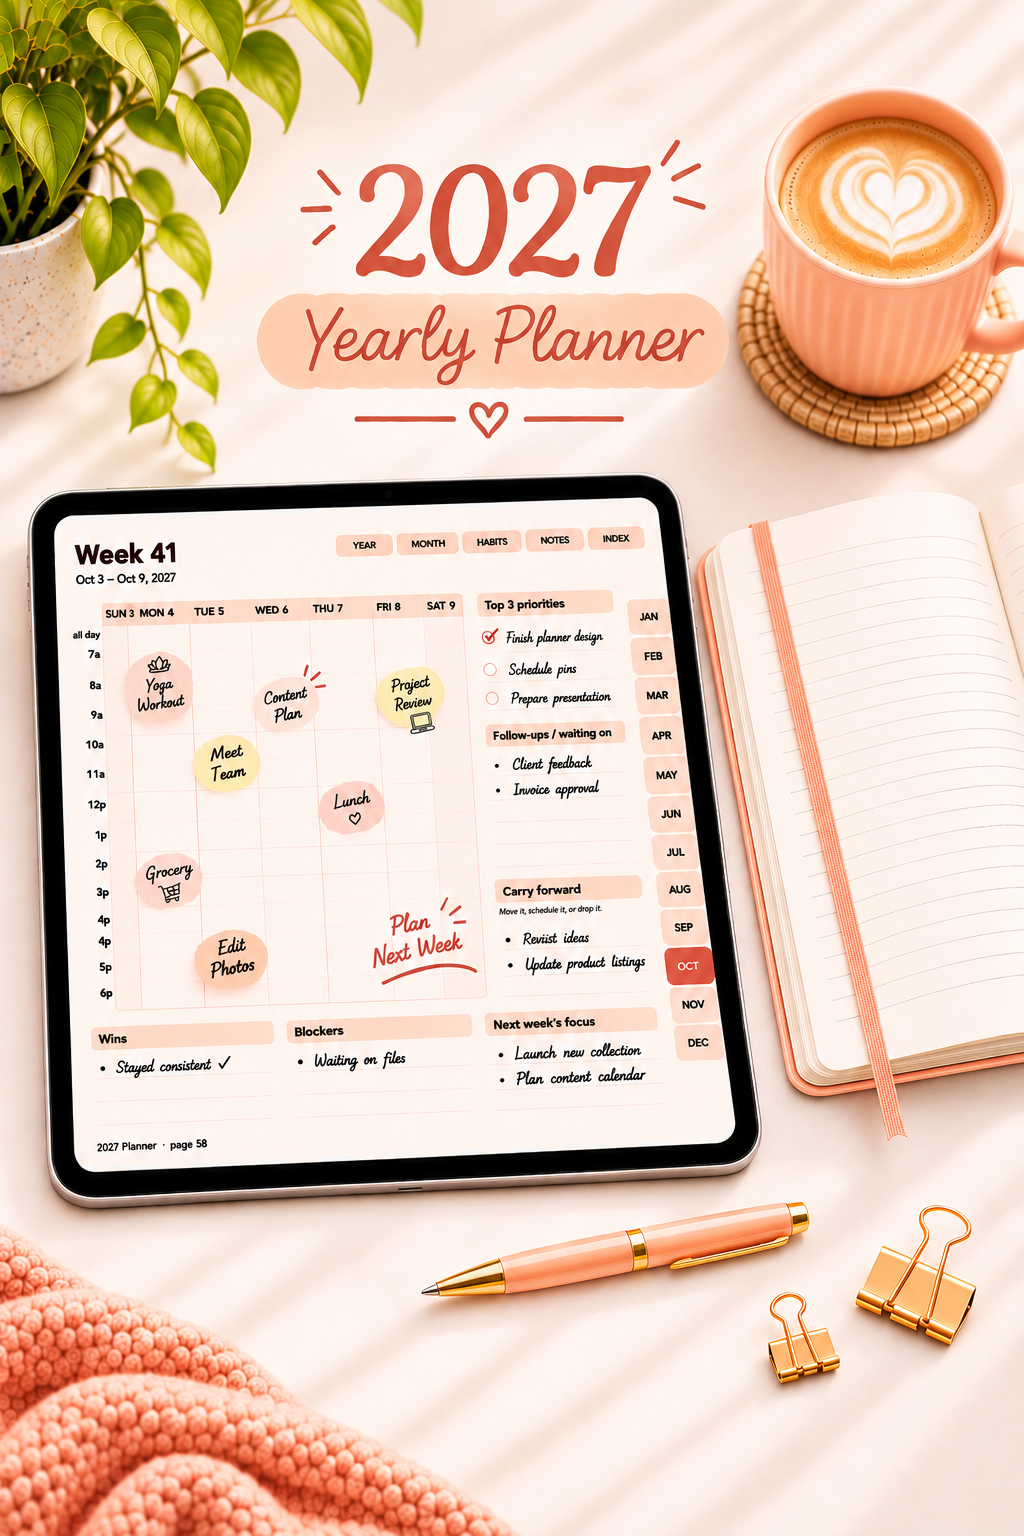 2027
Yearly Planner
Week 41
Oct 3 – Oct 9, 2027
YEAR
MONTH
HABITS
NOTES
INDEX
SUN 3 MON 4 TUE 5 WED 6 THU 7 FRI 8 SAT 9
all day
7a
8a
9a
10a
11a
12p
1p
2p
3p
4p
4p
5p
6p
Yoga
Workout
Content
Plan
Project
Review
Meet
Team
Lunch
Grocery
Edit
Photos
Plan
Next Week
Top 3 priorities
Finish planner design
Schedule pins
Prepare presentation
Follow-ups / waiting on
• Client feedback
• Invoice approval
Carry forward
Move it, schedule it, or drop it.
• Reviist ideas
• Update product listings
JAN
FEB
MAR
APR
MAY
JUN
JUL
AUG
SEP
OCT
NOV
DEC
Wins
• Stayed consistent ✓
Blockers
• Waiting on files
Next week's focus
• Launch new collection
• Plan content calendar
2027 Planner · page 58